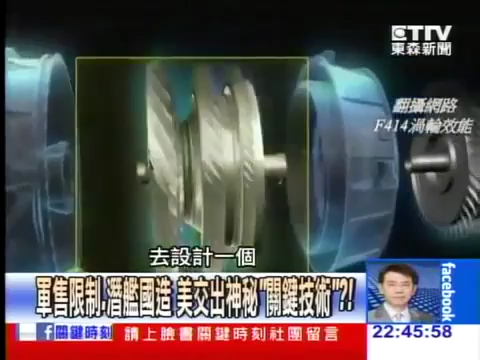 ETTV
東森新聞
翻攝網路
F414渦輪效能
去設計一個
軍售限制.潛艦國造 美交出神秘"關鍵技術"?!
facebook
f 關鍵時刻 請上臉書關鍵時刻社團留言
22:45:58